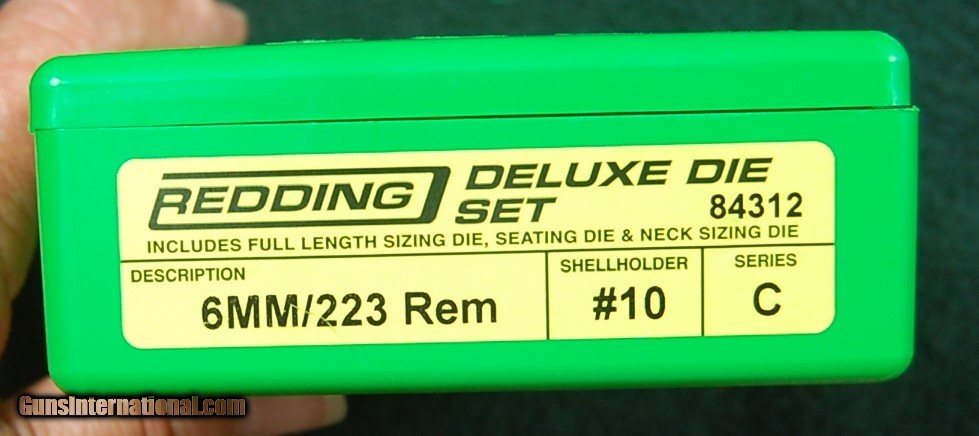 REDDING DELUXE DIE
SET 84312
INCLUDES FULL LENGTH SIZING DIE, SEATING DIE & NECK SIZING DIE
DESCRIPTION SHELLHOLDER SERIES
6MM/223 Rem #10 C
GunsInternational.com